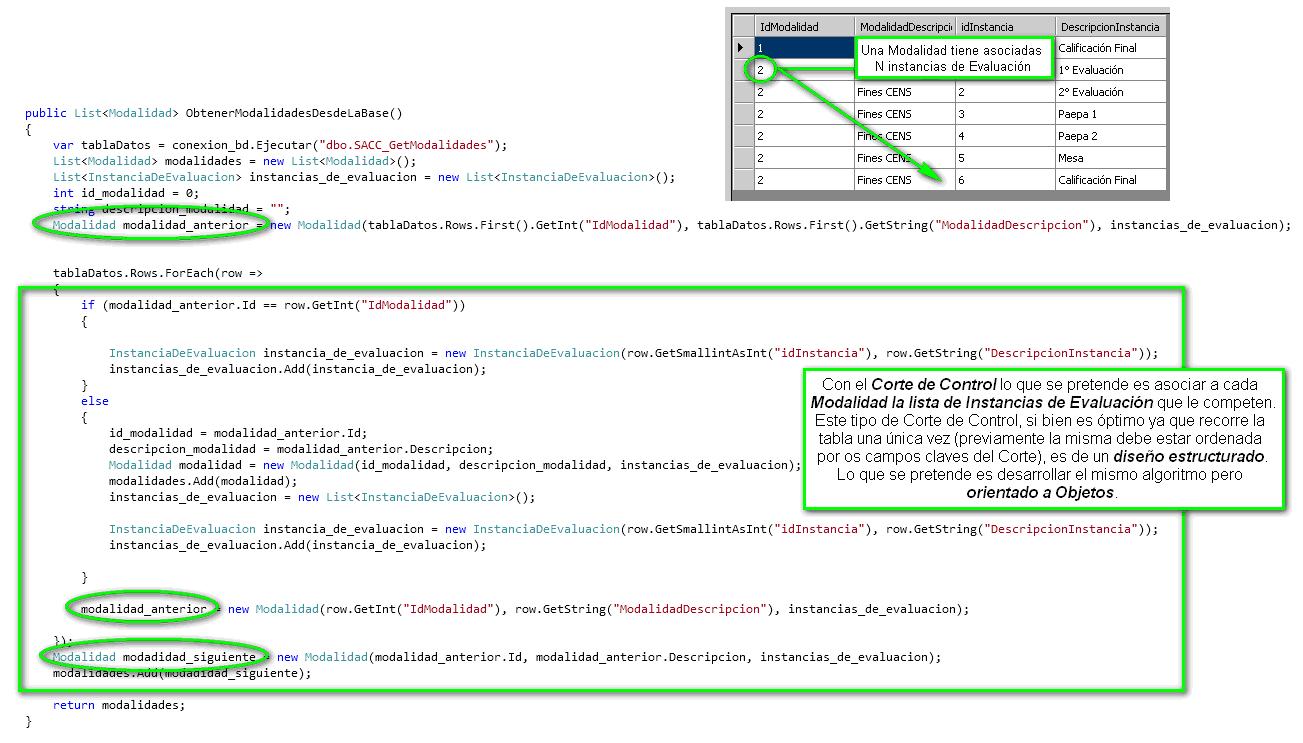 IdModalidad ModalidadDescripci idInstancia DescripcionInstancia
1 Calificación Final
Una Modalidad tiene asociadas
N instancias de Evaluación
2 1° Evaluación
2 Fines CENS 2 2° Evaluación
2 Fines CENS 3 Paepa 1
2 Fines CENS 4 Paepa 2
2 Fines CENS 5 Mesa
2 Fines CENS 6 Calificación Final
public List<Modalidad> ObtenerModalidadesDesdeLaBase()
{
var tablaDatos = conexion_bd.Ejecutar("dbo.SACC_GetModalidades");
List<Modalidad> modalidades = new List<Modalidad>();
List<InstanciaDeEvaluacion> instancias_de_evaluacion = new List<InstanciaDeEvaluacion>();
int id_modalidad = 0;
string descripcion_modalidad = "";
Modalidad modalidad_anterior = new Modalidad(tablaDatos.Rows.First().GetInt("IdModalidad"), tablaDatos.Rows.First().GetString("ModalidadDescripcion"), instancias_de_evaluacion);
tablaDatos.Rows.ForEach(row =>
{
if (modalidad_anterior.Id == row.GetInt("IdModalidad"))
{
InstanciaDeEvaluacion instancia_de_evaluacion = new InstanciaDeEvaluacion(row.GetSmallintAsInt("idInstancia"), row.GetString("DescripcionInstancia"));
instancias_de_evaluacion.Add(instancia_de_evaluacion);
}
else
{
id_modalidad = modalidad_anterior.Id;
descripcion_modalidad = modalidad_anterior.Descripcion;
Modalidad modalidad = new Modalidad(id_modalidad, descripcion_modalidad, instancias_de_evaluacion);
modalidades.Add(modalidad);
instancias_de_evaluacion = new List<InstanciaDeEvaluacion>();
InstanciaDeEvaluacion instancia_de_evaluacion = new InstanciaDeEvaluacion(row.GetSmallintAsInt("idInstancia"), row.GetString("DescripcionInstancia"));
instancias_de_evaluacion.Add(instancia_de_evaluacion);
}
modalidad_anterior = new Modalidad(row.GetInt("IdModalidad"), row.GetString("ModalidadDescripcion"), instancias_de_evaluacion);
});
Modalidad modadidad_siguiente = new Modalidad(modalidad_anterior.Id, modalidad_anterior.Descripcion, instancias_de_evaluacion);
modalidades.Add(modadidad_siguiente);
return modalidades;
}
Con el Corte de Control lo que se pretende es asociar a cada
Modalidad la lista de Instancias de Evaluación que le competen.
Este tipo de Corte de Control, si bien es óptimo ya que recorre la
tabla una única vez (previamente la misma debe estar ordenada
por os campos claves del Corte), es de un diseño estructurado.
Lo que se pretende es desarrollar el mismo algoritmo pero
orientado a Objetos.